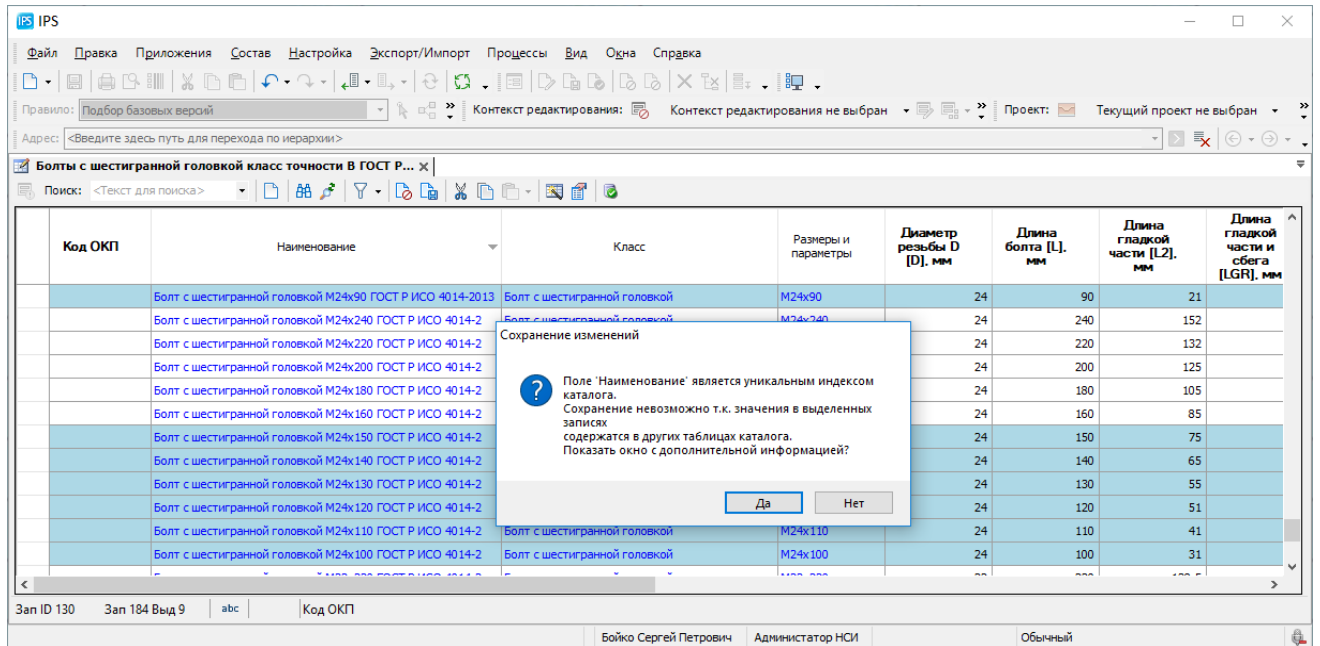 IPS
Файл Правка Приложения Состав Настройка Экспорт/Импорт Процессы Вид Окна Справка
Правило: Подбор базовых версий Контекст редактирования: Контекст редактирования не выбран Проект: Текущий проект не выбран
Адрес: <Введите здесь путь для перехода по иерархии>
Болты с шестигранной головкой класс точности В ГОСТ Р...
Поиск: <Текст для поиска>
Код ОКП
Наименование
Класс
Размеры и
параметры
Диаметр
резьбы D
[D], мм
Длина
болта [L],
мм
Длина
гладкой
части [L2],
мм
Длина
гладкой
части и
сбега
[LGR], мм
Болт с шестигранной головкой М24х90 ГОСТ Р ИСО 4014-2013 Болт с шестигранной головкой М24х90 24 90 21
Болт с шестигранной головкой М24х240 ГОСТ Р ИСО 4014-2 Болт с шестигранной головкой М24х240 24 240 152
Болт с шестигранной головкой М24х220 ГОСТ Р ИСО 4014-2 24 220 132
Болт с шестигранной головкой М24х200 ГОСТ Р ИСО 4014-2 24 200 125
Болт с шестигранной головкой М24х180 ГОСТ Р ИСО 4014-2 24 180 105
Болт с шестигранной головкой М24х160 ГОСТ Р ИСО 4014-2 24 160 85
Болт с шестигранной головкой М24х150 ГОСТ Р ИСО 4014-2 24 150 75
Болт с шестигранной головкой М24х140 ГОСТ Р ИСО 4014-2 24 140 65
Болт с шестигранной головкой М24х130 ГОСТ Р ИСО 4014-2 24 130 55
Болт с шестигранной головкой М24х120 ГОСТ Р ИСО 4014-2 24 120 51
Болт с шестигранной головкой М24х110 ГОСТ Р ИСО 4014-2 Болт с шестигранной головкой М24х110 24 110 41
Болт с шестигранной головкой М24х100 ГОСТ Р ИСО 4014-2 Болт с шестигранной головкой М24х100 24 100 31
Сохранение изменений
Поле 'Наименование' является уникальным индексом
каталога.
Сохранение невозможно т.к. значения в выделенных
записях
содержатся в других таблицах каталога.
Показать окно с дополнительной информацией?
Да Нет
Зап ID 130 Зап 184 Выд 9 abc Код ОКП
Бойко Сергей Петрович Администатор НСИ Обычный